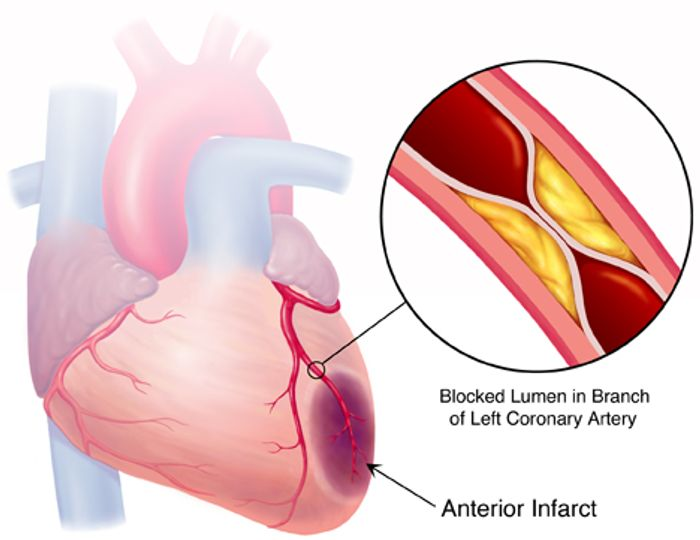 Blocked Lumen in Branch
of Left Coronary Artery
Anterior Infarct